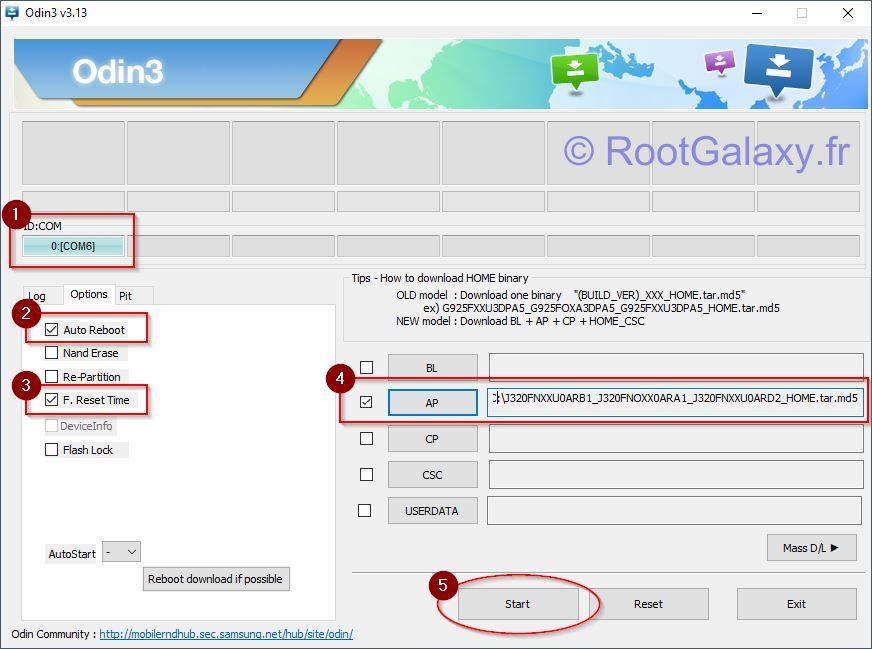 Odin3 v3.13
Odin3
© RootGalaxy.fr
1
ID:COM
0:[COM6]
Log
Options
Pit
2
Auto Reboot
Nand Erase
Re-Partition
3
F. Reset Time
DeviceInfo
Flash Lock
AutoStart
-
Reboot download if possible
Tips - How to download HOME binary
OLD model : Download one binary "(BUILD_VER)_XXX_HOME.tar.md5"
ex) G925FXXU3DPA5_G925FOXA3DPA5_G925FXXU3DPA5_HOME.tar.md5
NEW model : Download BL + AP + CP + HOME_CSC
BL
4
AP
C:\J320FNXXU0ARB1_J320FNOXX0ARA1_J320FNXXU0ARD2_HOME.tar.md5
CP
CSC
USERDATA
Mass D/L ►
5
Start
Reset
Exit
Odin Community : http://mobilerndhub.sec.samsung.net/hub/site/odin/